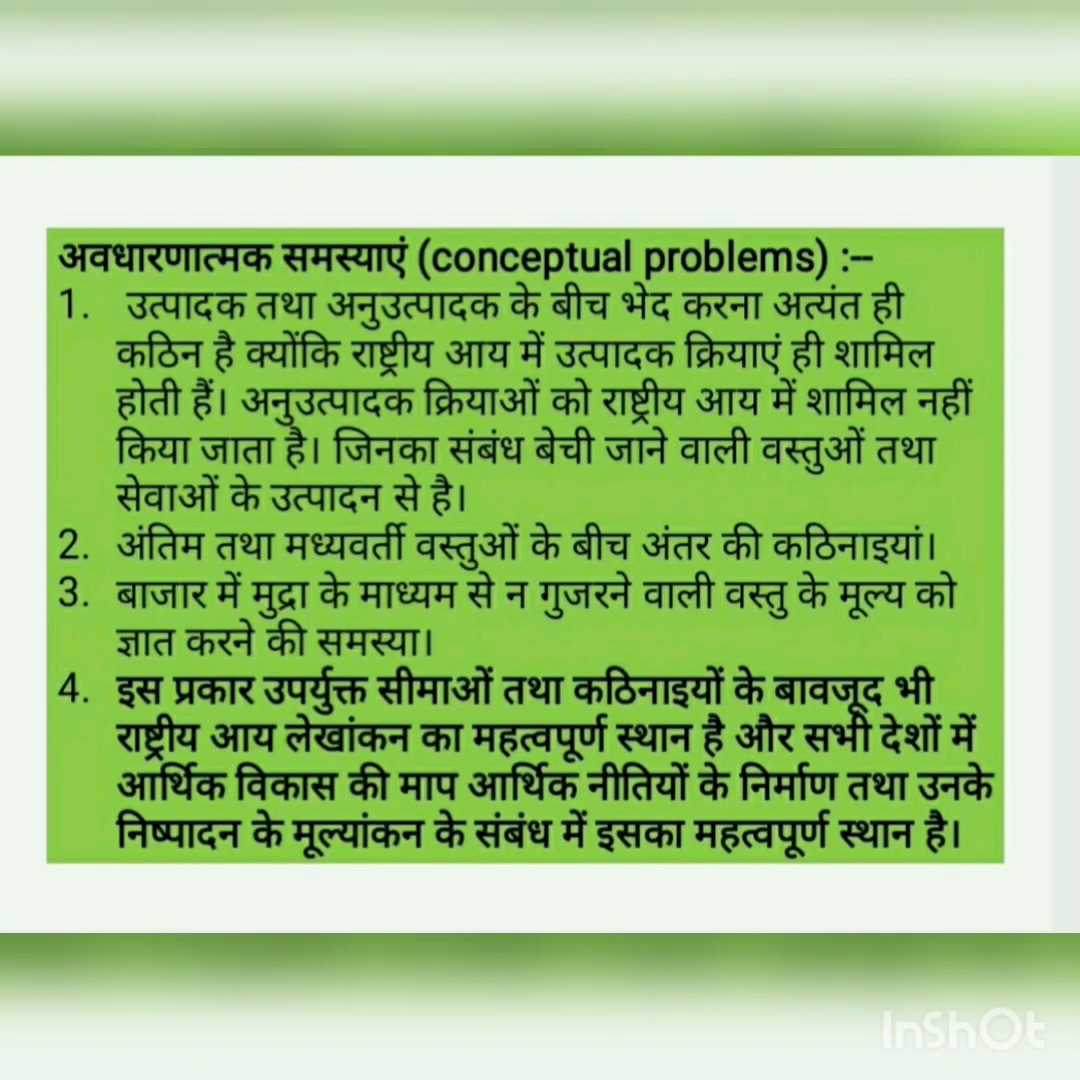 अवधारणात्मक समस्याएं (conceptual problems) :--
1. उत्पादक तथा अनुउत्पादक के बीच भेद करना अत्यंत ही
कठिन है क्योंकि राष्ट्रीय आय में उत्पादक क्रियाएं ही शामिल
होती हैं। अनुउत्पादक क्रियाओं को राष्ट्रीय आय में शामिल नहीं
किया जाता है। जिनका संबंध बेची जाने वाली वस्तुओं तथा
सेवाओं के उत्पादन से है।
2. अंतिम तथा मध्यवर्ती वस्तुओं के बीच अंतर की कठिनाइयां।
3. बाजार में मुद्रा के माध्यम से न गुजरने वाली वस्तु के मूल्य को
ज्ञात करने की समस्या।
4. इस प्रकार उपर्युक्त सीमाओं तथा कठिनाइयों के बावजूद भी
राष्ट्रीय आय लेखांकन का महत्वपूर्ण स्थान है और सभी देशों में
आर्थिक विकास की माप आर्थिक नीतियों के निर्माण तथा उनके
निष्पादन के मूल्यांकन के संबंध में इसका महत्वपूर्ण स्थान है।
InShOt